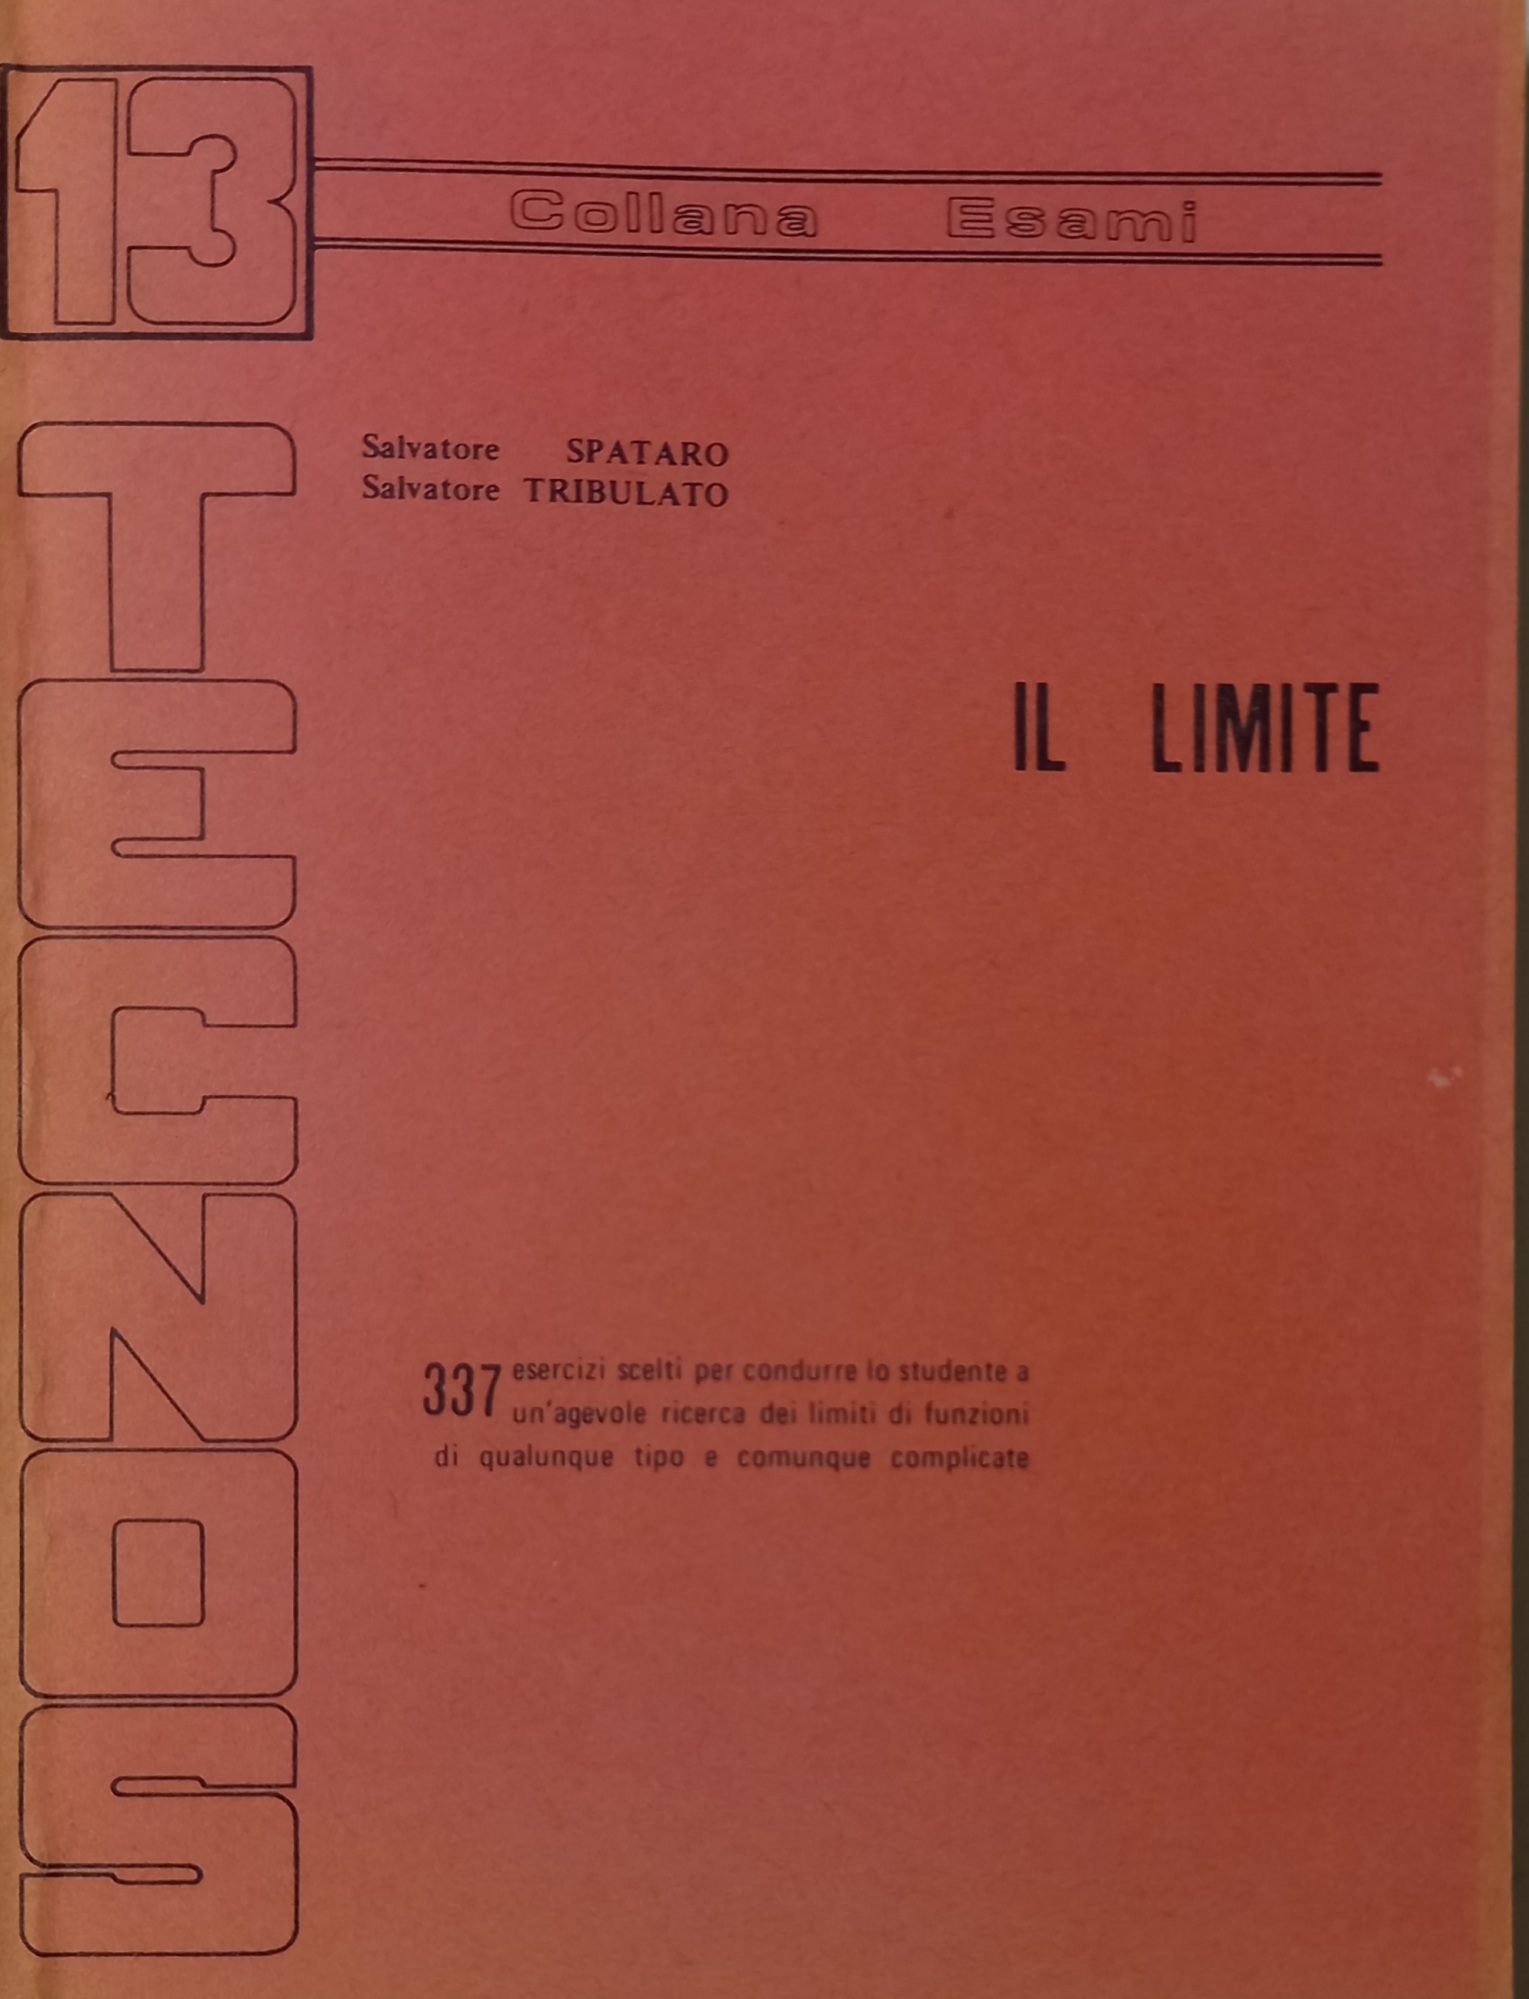 13
Collana Esami
Salvatore SPATARO
Salvatore TRIBULATO
IL LIMITE
337 esercizi scelti per condurre lo studente a
un'agevole ricerca dei limiti di funzioni
di qualunque tipo e comunque complicate
TECNOS